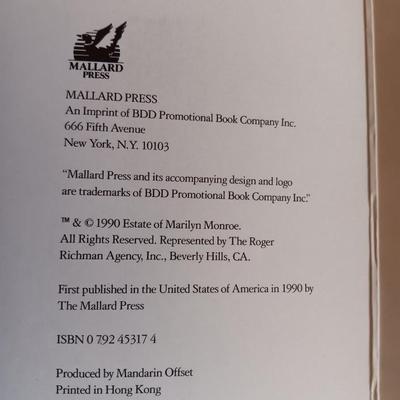 MALLARD
PRESS
MALLARD PRESS
An Imprint of BDD Promotional Book Company Inc.
666 Fifth Avenue
New York, N.Y. 10103
“Mallard Press and its accompanying design and logo
are trademarks of BDD Promotional Book Company Inc.”
™ & © 1990 Estate of Marilyn Monroe.
All Rights Reserved. Represented by The Roger
Richman Agency, Inc., Beverly Hills, CA.
First published in the United States of America in 1990 by
The Mallard Press
ISBN 0 792 45317 4
Produced by Mandarin Offset
Printed in Hong Kong